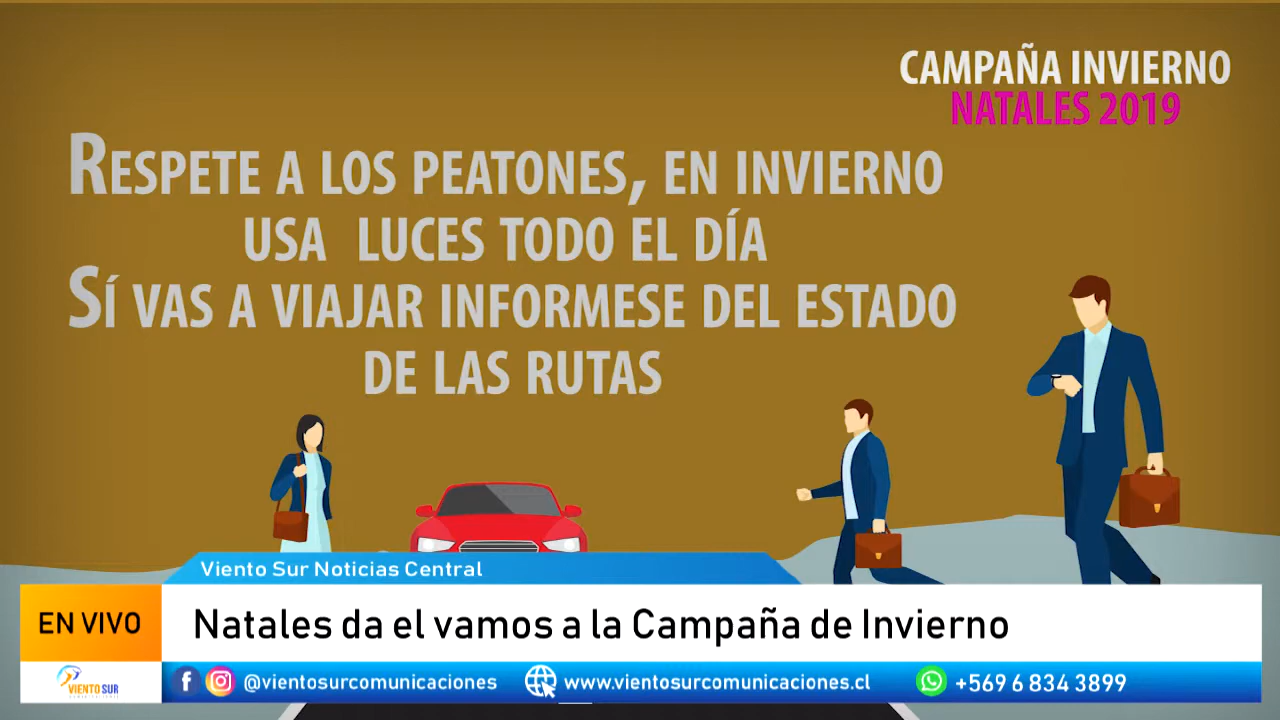 CAMPAÑA INVIERNO
NATALES 2019
RESPETE A LOS PEATONES, EN INVIERNO
USA LUCES TODO EL DÍA
SÍ VAS A VIAJAR INFORMESE DEL ESTADO
DE LAS RUTAS
Viento Sur Noticias Central
EN VIVO
Natales da el vamos a la Campaña de Invierno
VIENTO SUR
@vientosurcomunicaciones
www.vientosurcomunicaciones.cl
+569 6 834 3899